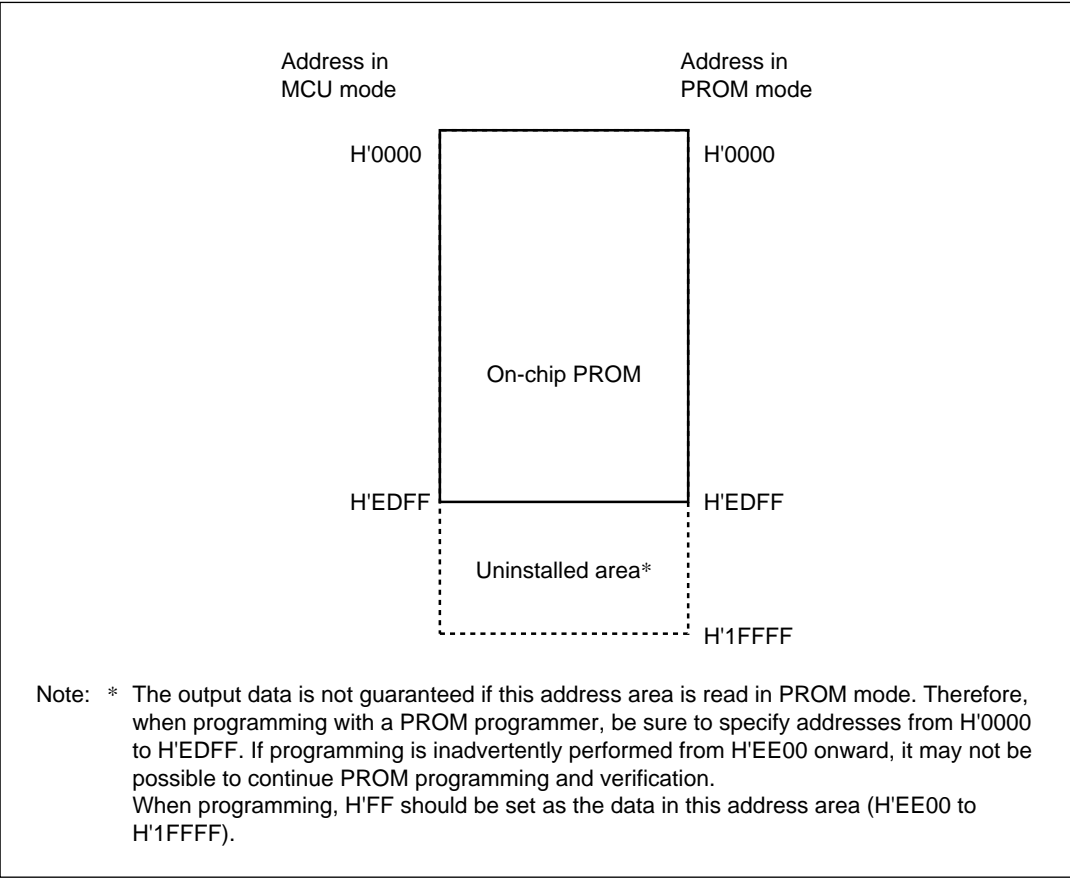 Address in
MCU mode
Address in
PROM mode
H'0000
H'0000
On-chip PROM
H'EDFF
H'EDFF
Uninstalled area*
H'1FFFF
Note: * The output data is not guaranteed if this address area is read in PROM mode. Therefore,
when programming with a PROM programmer, be sure to specify addresses from H'0000
to H'EDFF. If programming is inadvertently performed from H'EE00 onward, it may not be
possible to continue PROM programming and verification.
When programming, H'FF should be set as the data in this address area (H'EE00 to
H'1FFFF).